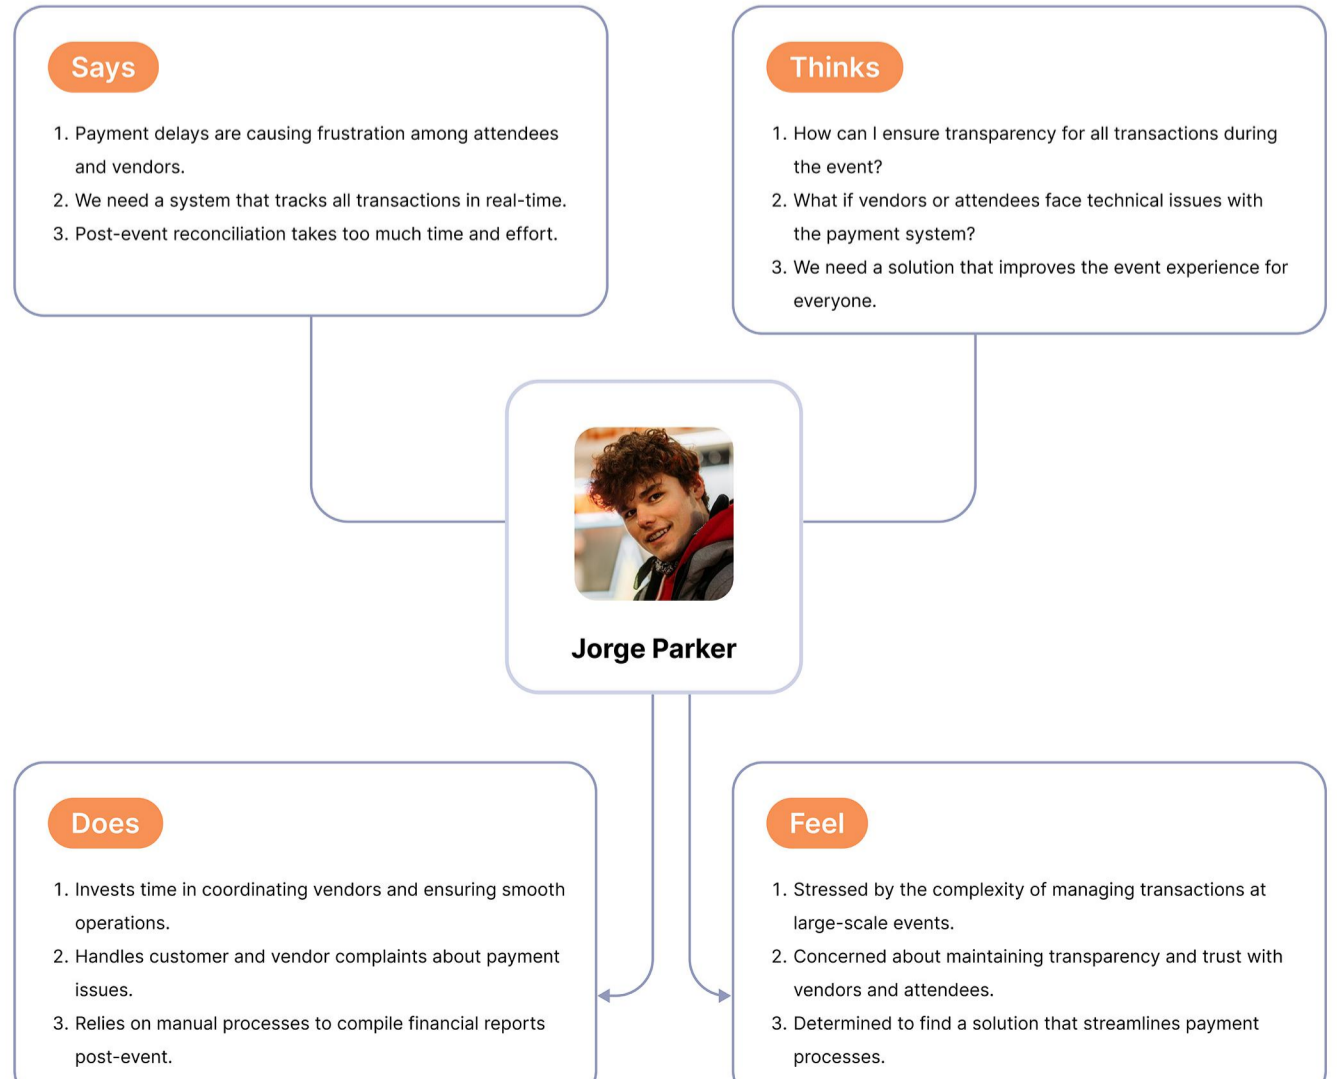 Says
1. Payment delays are causing frustration among attendees
and vendors.
2. We need a system that tracks all transactions in real-time.
3. Post-event reconciliation takes too much time and effort.
Thinks
1. How can I ensure transparency for all transactions during
the event?
2. What if vendors or attendees face technical issues with
the payment system?
3. We need a solution that improves the event experience for
everyone.
Jorge Parker
Does
1. Invests time in coordinating vendors and ensuring smooth
operations.
2. Handles customer and vendor complaints about payment
issues.
3. Relies on manual processes to compile financial reports
post-event.
Feel
1. Stressed by the complexity of managing transactions at
large-scale events.
2. Concerned about maintaining transparency and trust with
vendors and attendees.
3. Determined to find a solution that streamlines payment
processes.